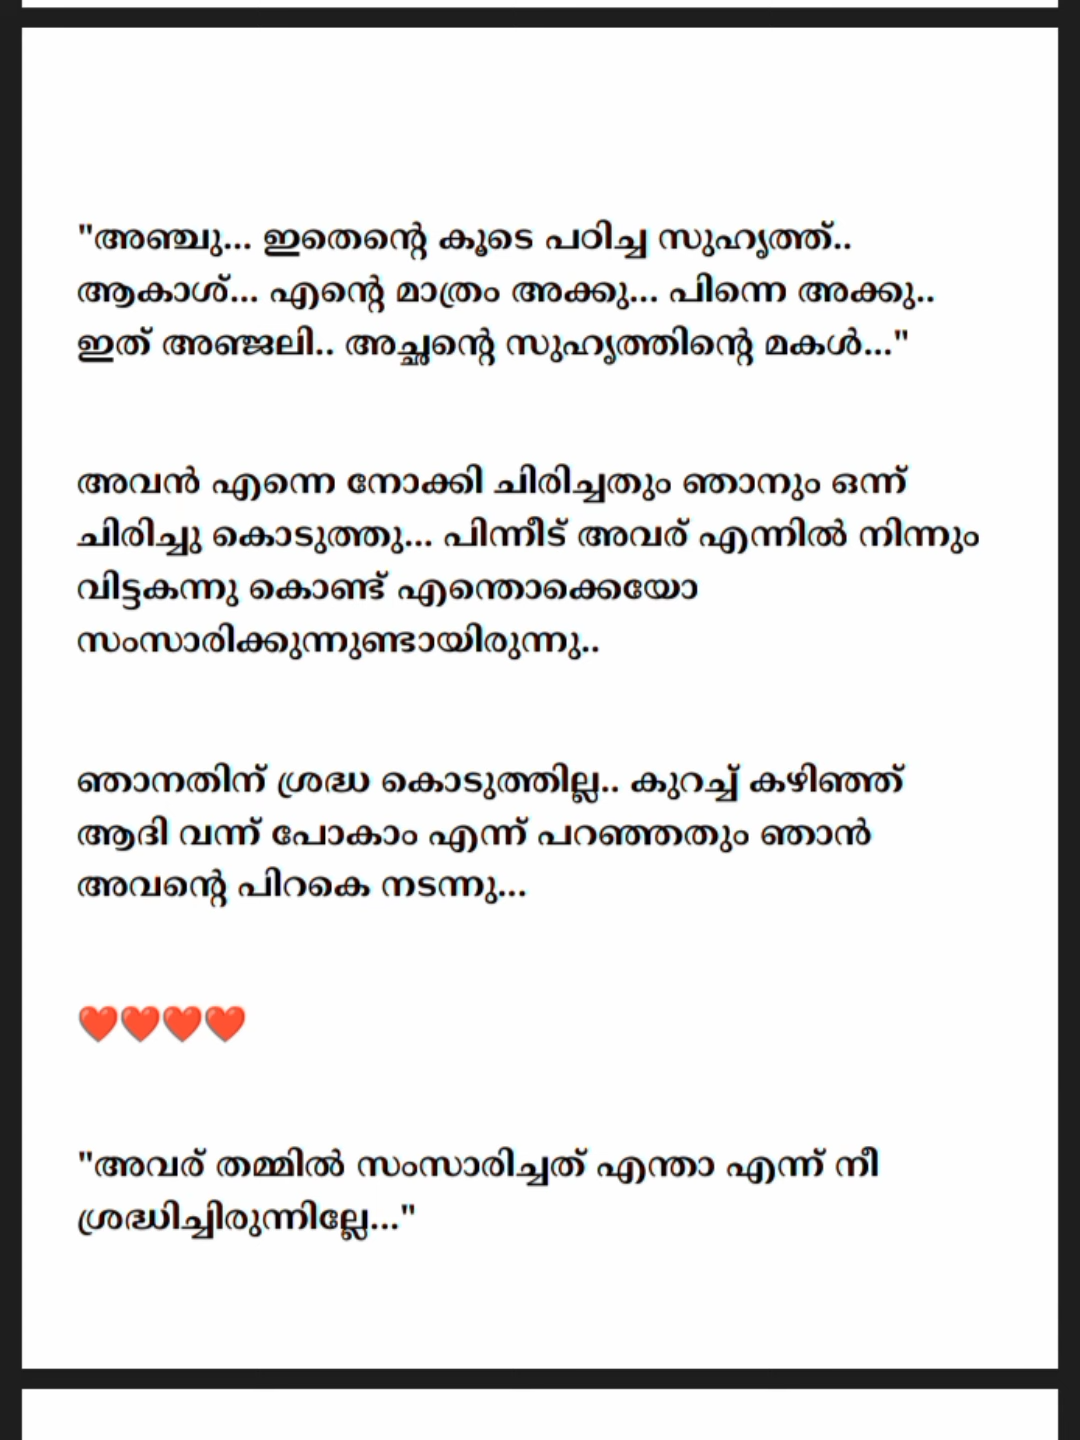 "അഞ്ചു... ഇതെന്റെ കൂടെ പഠിച്ച സുഹൃത്ത്..
ആകാശ്... എന്റെ മാത്രം അക്കു... പിന്നെ അക്കു..
ഇത് അഞ്ജലി.. അച്ഛന്റെ സുഹൃത്തിന്റെ മകൾ..."
അവൻ എന്നെ നോക്കി ചിരിച്ചതും ഞാനും ഒന്ന്
ചിരിച്ചു കൊടുത്തു... പിന്നീട് അവര് എന്നിൽ നിന്നും
വിട്ടകന്നു കൊണ്ട് എന്തൊക്കെയോ
സംസാരിക്കുന്നുണ്ടായിരുന്നു..
ഞാനതിന് ശ്രദ്ധ കൊടുത്തില്ല.. കുറച്ച് കഴിഞ്ഞ്
ആദി വന്ന് പോകാം എന്ന് പറഞ്ഞതും ഞാൻ
അവന്റെ പിറകെ നടന്നു...
❤️❤️❤️❤️
"അവര് തമ്മിൽ സംസാരിച്ചത് എന്താ എന്ന് നീ
ശ്രദ്ധിച്ചിരുന്നില്ലേ..."